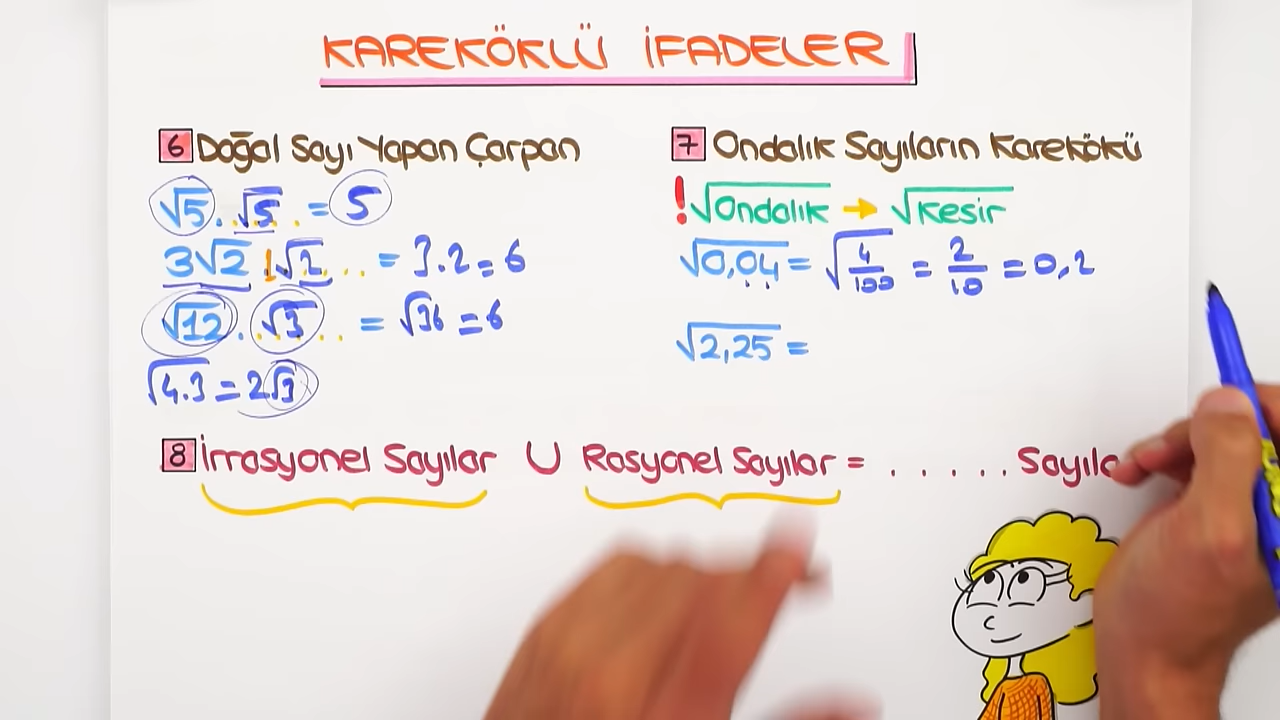 KAREKÖKLÜ İFADELER
6 Doğal Sayı Yapan Çarpan
√5 . √5 = 5
3√2 . √2 ... = 3.2 = 6
√12 . √3 .. = √36 = 6
√4.3 = 2√3
7 Ondalık Sayıların Karekökü
! √Ondalık → √Kesir
√0,04 = √4/100 = 2/10 = 0,2
√2,25 =
8 İrrasyonel Sayılar ∪ Rasyonel Sayılar = . . . . .